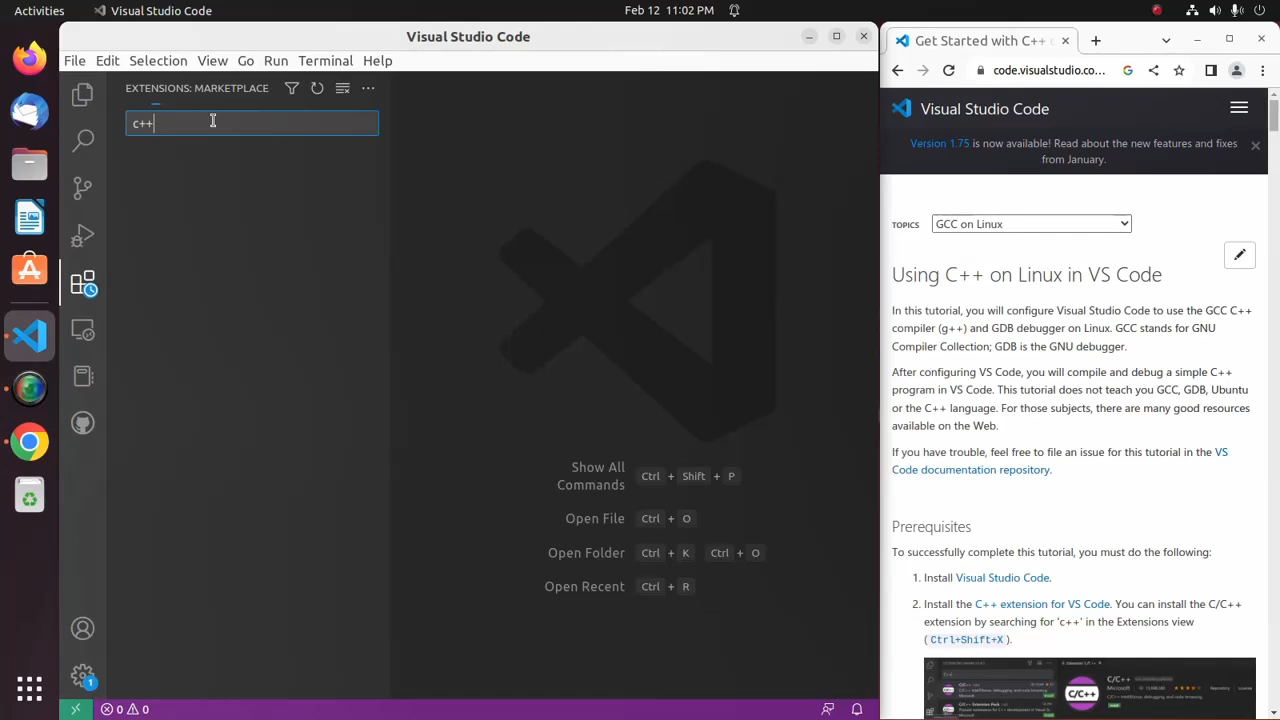 Activities Visual Studio Code Feb 12 11:02 PM
Visual Studio Code
File Edit Selection View Go Run Terminal Help
MARKETPLACE
c++
Show All Commands Ctrl + Shift + P
Open File Ctrl + O
Open Folder Ctrl + K Ctrl + O
Open Recent Ctrl + R
0
Get Started with C++
code.visualstudio.co...
Visual Studio Code
Version 1.75 is now available! Read about the new features and fixes
from January.
TOPICS GCC on Linux
Using C++ on Linux in VS Code
In this tutorial, you will configure Visual Studio Code to use the GCC C++
compiler (g++) and GDB debugger on Linux. GCC stands for GNU
Compiler Collection; GDB is the GNU debugger.
After configuring VS Code, you will compile and debug a simple C++
program in VS Code. This tutorial does not teach you GCC, GDB, Ubuntu
or the C++ language. For those subjects, there are many good resources
available on the Web.
If you have trouble, feel free to file an issue for this tutorial in the VS
Code documentation repository.
Prerequisites
To successfully complete this tutorial, you must do the following:
1. Install Visual Studio Code.
2. Install the C++ extension for VS Code. You can install the C/C++
extension by searching for 'c++' in the Extensions view
(Ctrl+Shift+X).
C/C++
C/C++
Microsoft